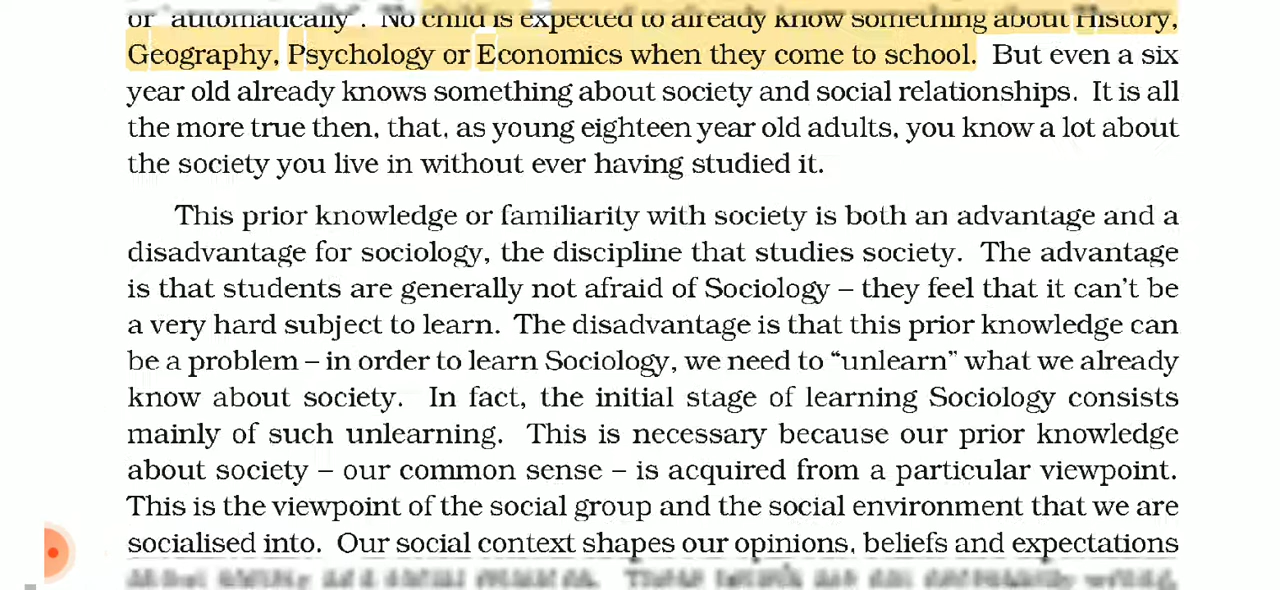 or "automatically". No child is expected to already know something about History,
Geography, Psychology or Economics when they come to school. But even a six
year old already knows something about society and social relationships. It is all
the more true then, that, as young eighteen year old adults, you know a lot about
the society you live in without ever having studied it.
This prior knowledge or familiarity with society is both an advantage and a
disadvantage for sociology, the discipline that studies society. The advantage
is that students are generally not afraid of Sociology – they feel that it can't be
a very hard subject to learn. The disadvantage is that this prior knowledge can
be a problem – in order to learn Sociology, we need to "unlearn" what we already
know about society. In fact, the initial stage of learning Sociology consists
mainly of such unlearning. This is necessary because our prior knowledge
about society – our common sense – is acquired from a particular viewpoint.
This is the viewpoint of the social group and the social environment that we are
socialised into. Our social context shapes our opinions, beliefs and expectations